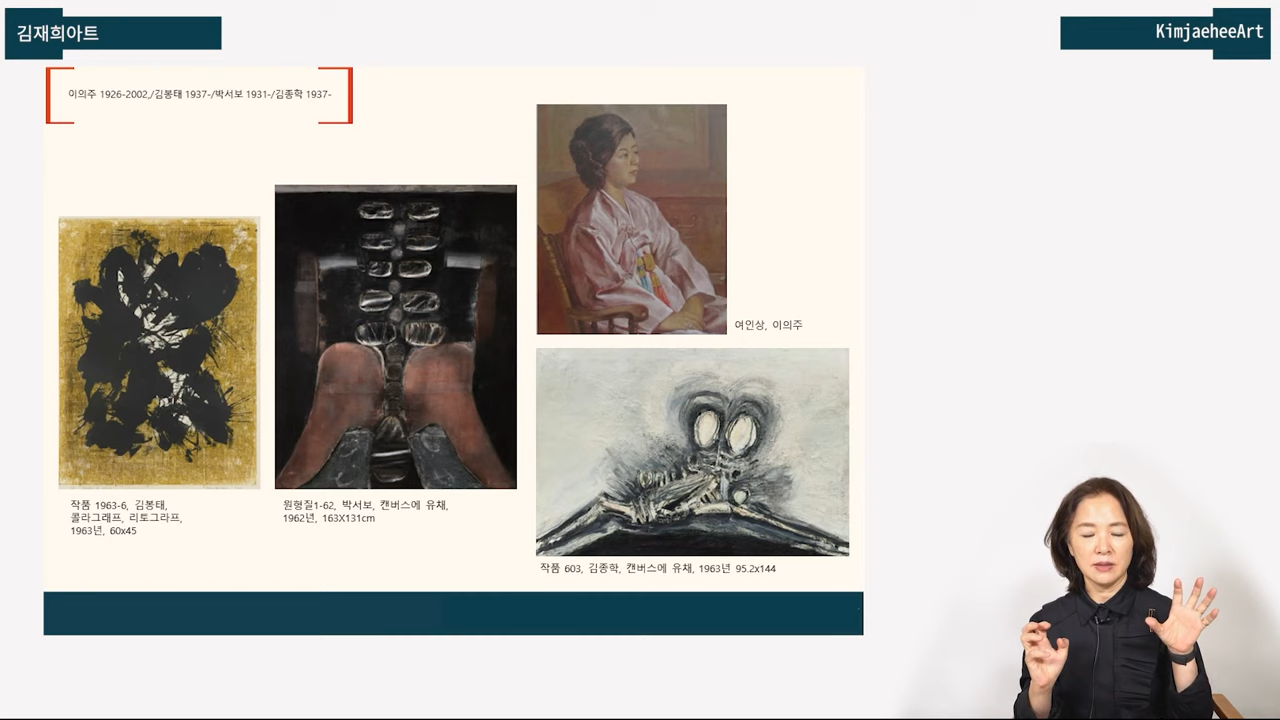 김재희아트
KimjaeheeArt
이의주 1926-2002,/김봉태 1937-/박서보 1931-/김종학 1937-
여인상, 이의주
작품 1963-6, 김봉태,
콜라그래프, 리토그라프,
1963년, 60x45
원형질1-62, 박서보, 캔버스에 유채,
1962년, 163X131cm
작품 603, 김종학, 캔버스에 유채, 1963년 95.2x144